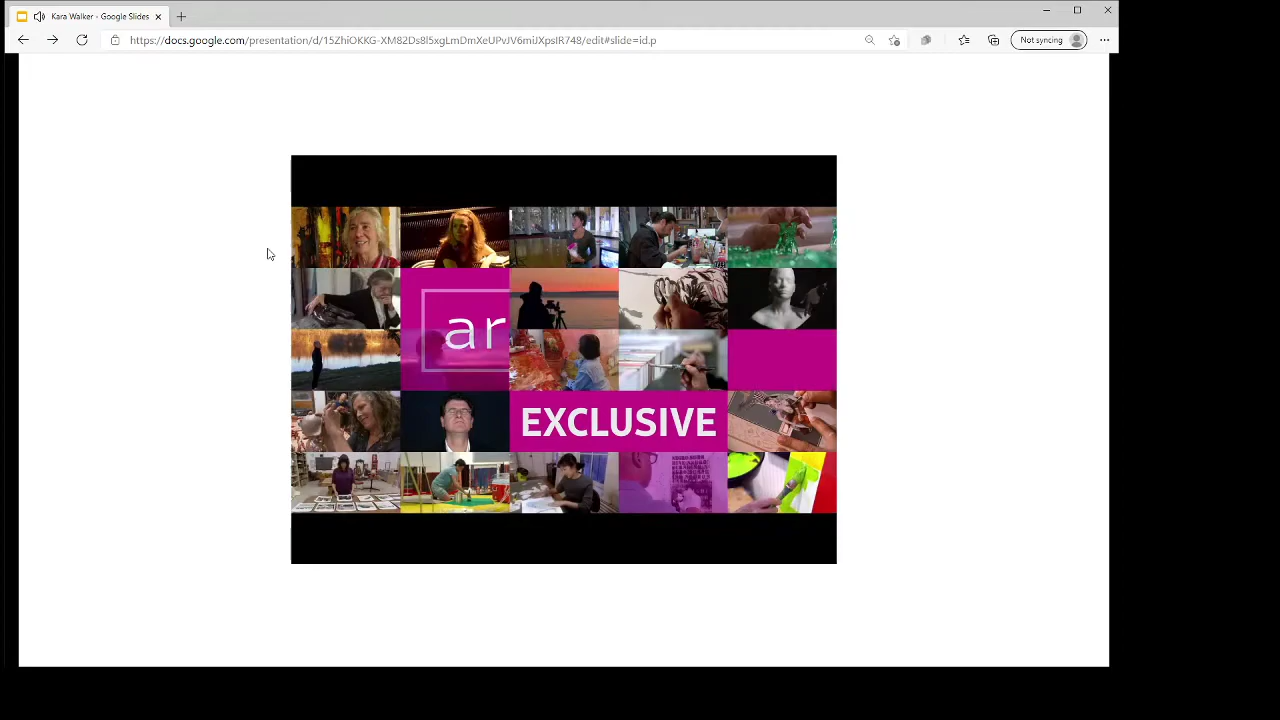 Kara Walker - Google Slides
https://docs.google.com/presentation/d/15ZhiOKKG-XM82Ds8l5xgLmDmXeUPvJV6miJXpsIR748/edit#slide=id.p
Not syncing
ar
EXCLUSIVE